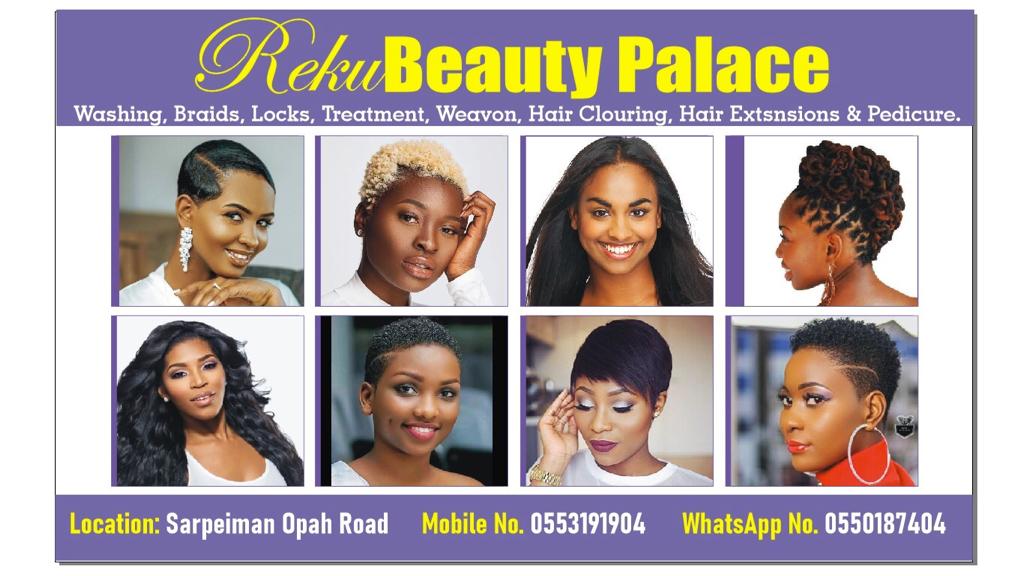 Reku Beauty Palace
Washing, Braids, Locks, Treatment, Weavon, Hair Clouring, Hair Extsnsions & Pedicure.
Location: Sarpeiman Opah Road Mobile No. 0553191904 WhatsApp No. 0550187404